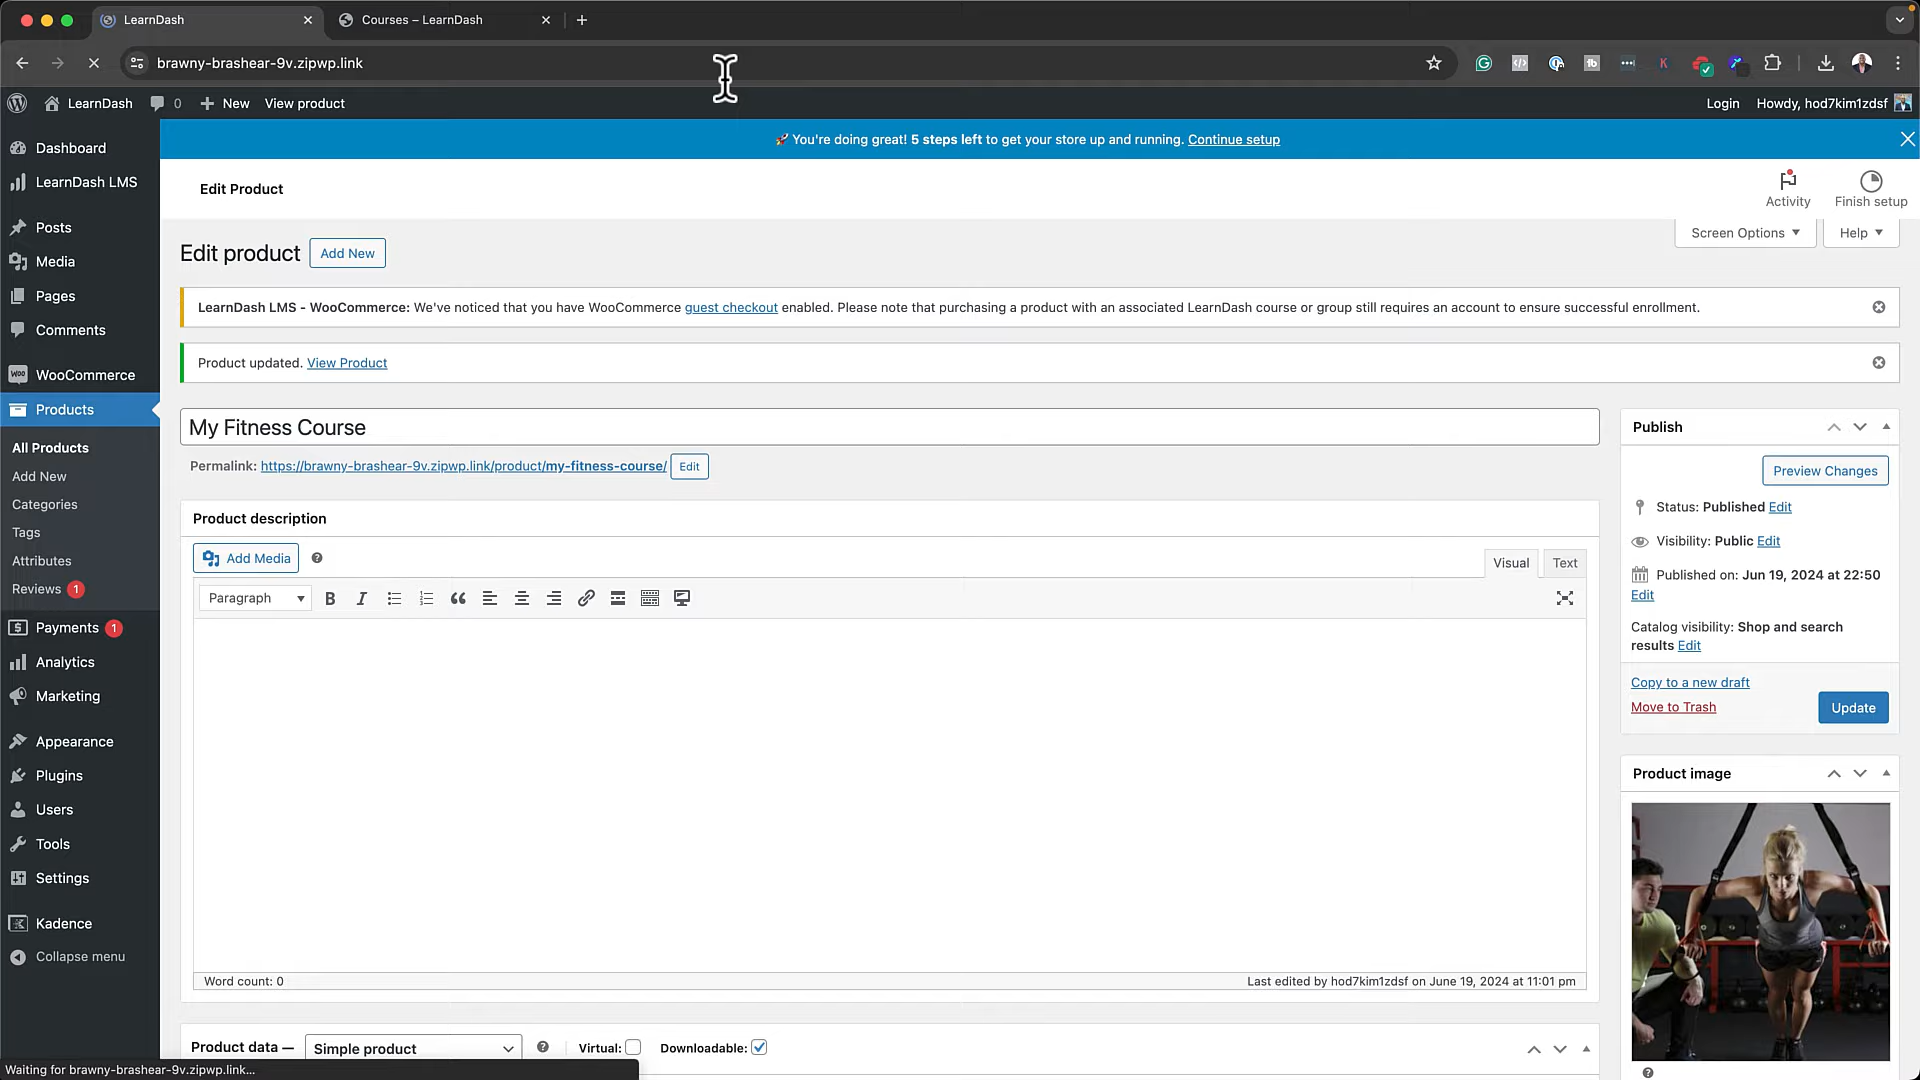 LearnDash
Courses – LearnDash
brawny-brashear-9v.zipwp.link
LearnDash 0 New View product Login Howdy, hod7kim1zdsf
🚀 You're doing great! 5 steps left to get your store up and running. Continue setup
Dashboard
LearnDash LMS
Posts
Media
Pages
Comments
WooCommerce
Products
All Products
Add New
Categories
Tags
Attributes
Reviews 1
Payments 1
Analytics
Marketing
Appearance
Plugins
Users
Tools
Settings
Kadence
Collapse menu
Edit Product
Activity
Finish setup
Screen Options
Help
Edit product Add New
LearnDash LMS - WooCommerce: We've noticed that you have WooCommerce guest checkout enabled. Please note that purchasing a product with an associated LearnDash course or group still requires an account to ensure successful enrollment.
Product updated. View Product
My Fitness Course
Permalink: https://brawny-brashear-9v.zipwp.link/product/my-fitness-course/ Edit
Product description
Add Media
Visual Text
Paragraph
Word count: 0
Last edited by hod7kim1zdsf on June 19, 2024 at 11:01 pm
Product data — Simple product Virtual: Downloadable:
Publish
Preview Changes
Status: Published Edit
Visibility: Public Edit
Published on: Jun 19, 2024 at 22:50
Edit
Catalog visibility: Shop and search
results Edit
Copy to a new draft
Move to Trash
Update
Product image
Waiting for brawny-brashear-9v.zipwp.link...